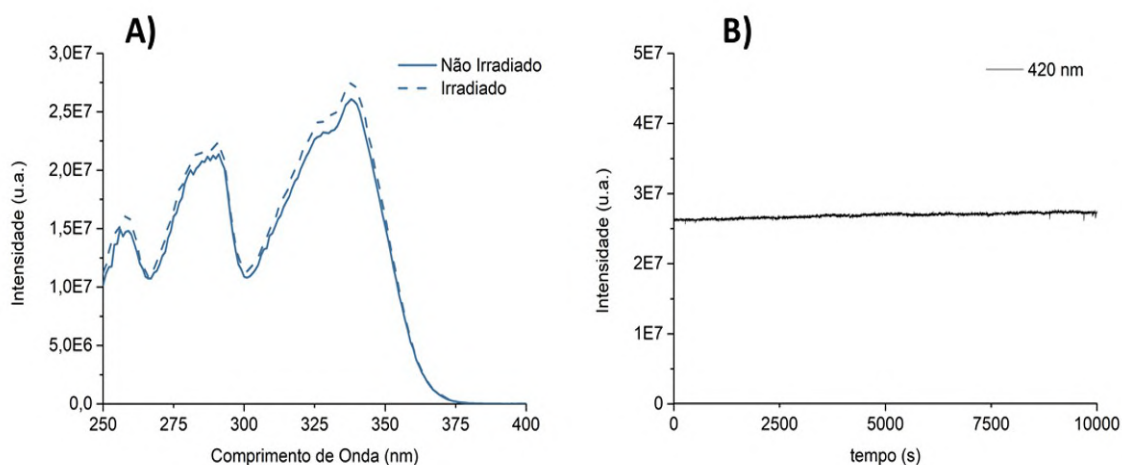 A)
3,0E7
2,5E7
2,0E7
1,5E7
1,0E7
5,0E6
0,0
250
275
300
325
350
375
400
Intensidade (u.a.)
Comprimento de Onda (nm)
Não Irradiado
Irradiado
B)
5E7
4E7
3E7
2E7
1E7
0
0
2500
5000
7500
10000
Intensidade (u.a.)
tempo (s)
420 nm